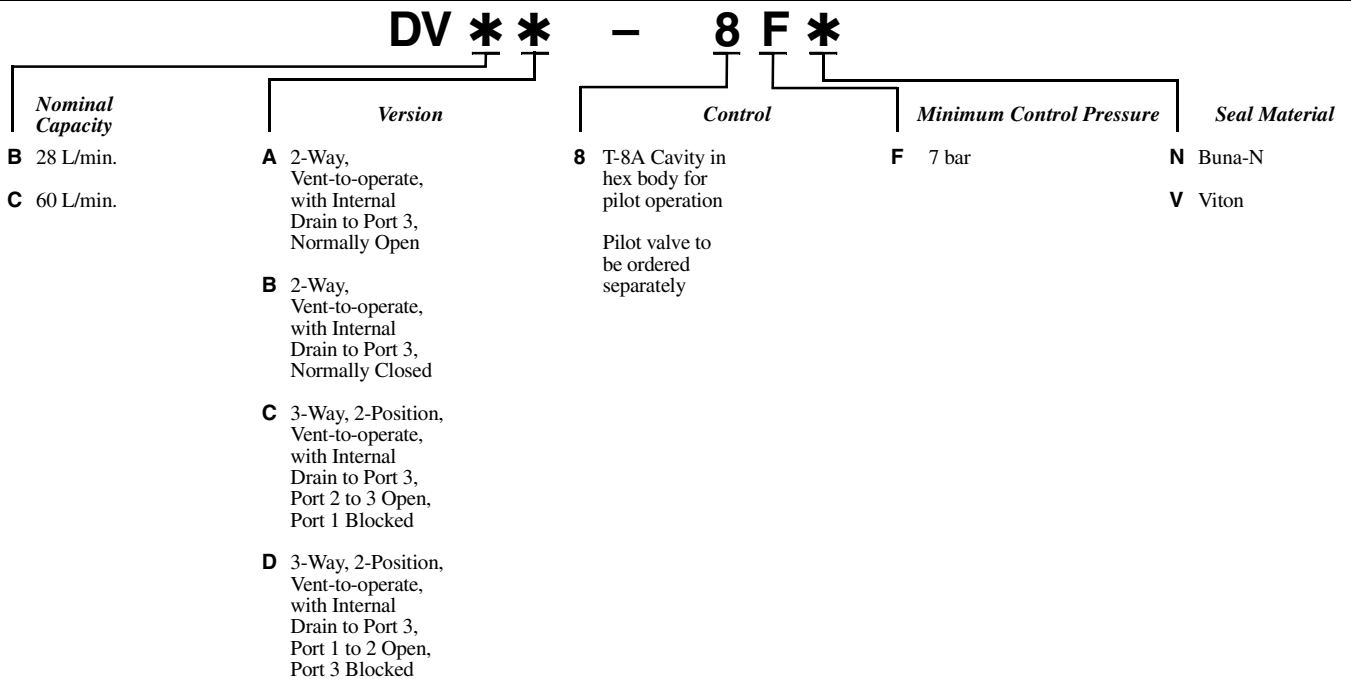 DV ✱ ✱ – 8 F ✱
Nominal
Capacity
B 28 L/min.
C 60 L/min.
Version
A 2-Way,
Vent-to-operate,
with Internal
Drain to Port 3,
Normally Open
B 2-Way,
Vent-to-operate,
with Internal
Drain to Port 3,
Normally Closed
C 3-Way, 2-Position,
Vent-to-operate,
with Internal
Drain to Port 3,
Port 2 to 3 Open,
Port 1 Blocked
D 3-Way, 2-Position,
Vent-to-operate,
with Internal
Drain to Port 3,
Port 1 to 2 Open,
Port 3 Blocked
Control
8 T-8A Cavity in
hex body for
pilot operation
Pilot valve to
be ordered
separately
Minimum Control Pressure
F 7 bar
Seal Material
N Buna-N
V Viton